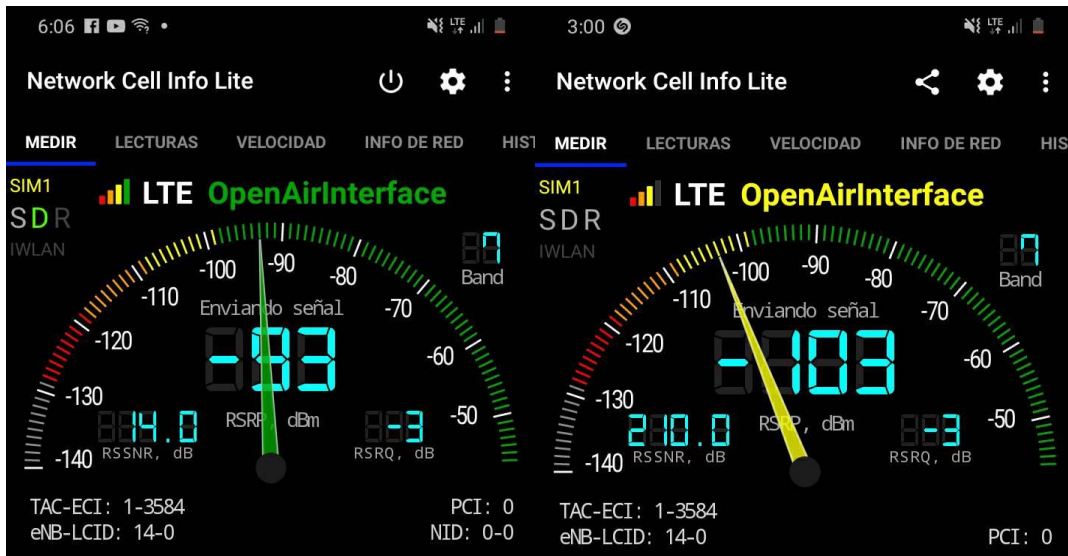 6:06
LTE
Network Cell Info Lite
MEDIR LECTURAS VELOCIDAD INFO DE RED HIST
SIM1
LTE OpenAirInterface
SDR
IWLAN
7
Band
-140 -130 -120 -110 -100 -90 -80 -70 -60 -50
Enviando señal
-93
RSRP, dBm
14.0
RSSNR, dB
-3
RSRQ, dB
TAC-ECI: 1-3584
PCI: 0
eNB-LCID: 14-0
NID: 0-0
3:00
LTE
Network Cell Info Lite
MEDIR LECTURAS VELOCIDAD INFO DE RED HIS
SIM1
LTE OpenAirInterface
SDR
IWLAN
7
Band
-140 -130 -120 -110 -100 -90 -80 -70 -60 -50
Enviando señal
-103
RSRP, dBm
210.0
RSSNR, dB
-3
RSRQ, dB
TAC-ECI: 1-3584
eNB-LCID: 14-0
PCI: 0